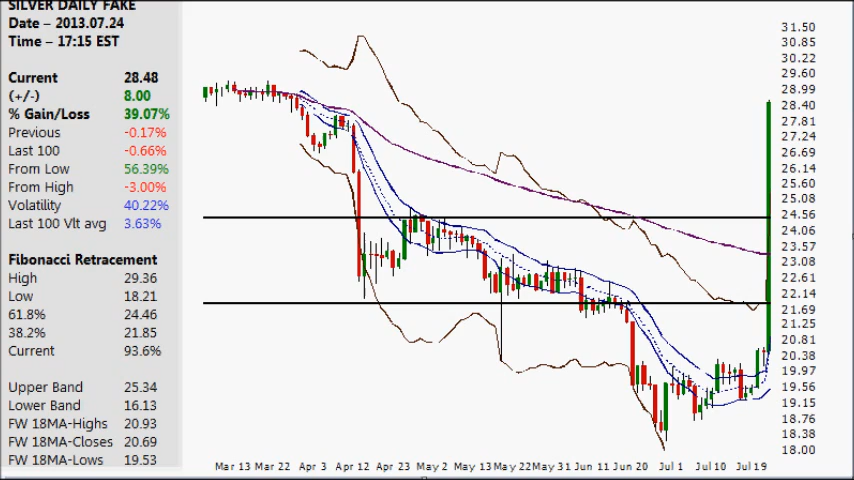 SILVER DAILY FAKE
Date – 2013.07.24
Time – 17:15 EST
Current 28.48
(+/-) 8.00
% Gain/Loss 39.07%
Previous -0.17%
Last 100 -0.66%
From Low 56.39%
From High -3.00%
Volatility 40.22%
Last 100 Vlt avg 3.63%
Fibonacci Retracement
High 29.36
Low 18.21
61.8% 24.46
38.2% 21.85
Current 93.6%
Upper Band 25.34
Lower Band 16.13
FW 18MA-Highs 20.93
FW 18MA-Closes 20.69
FW 18MA-Lows 19.53
31.50
30.85
30.22
29.60
28.99
28.40
27.81
27.24
26.69
26.14
25.60
25.08
24.56
24.06
23.57
23.08
22.61
22.14
21.69
21.25
20.81
20.38
19.97
19.56
19.15
18.76
18.38
18.00
Mar 13 Mar 22 Apr 3 Apr 12 Apr 23 May 2 May 13 May 22 May 31 Jun 11 Jun 20 Jul 1 Jul 10 Jul 19